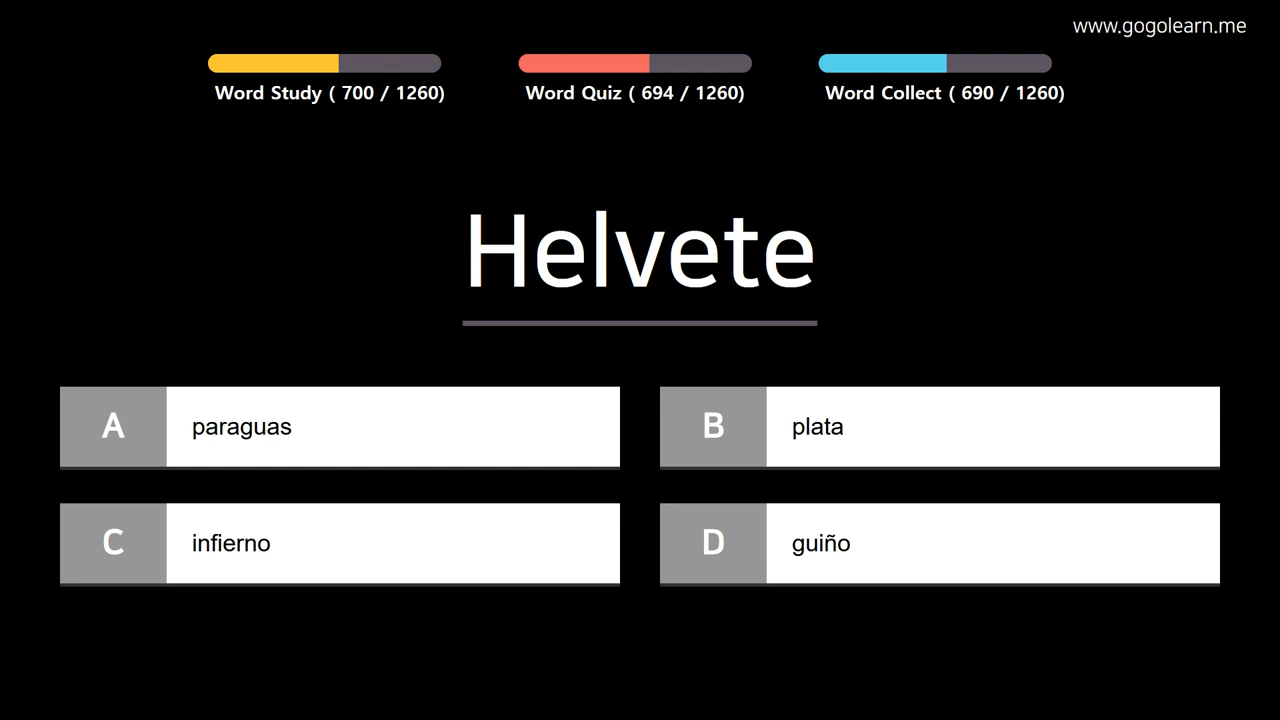 www.gogolearn.me
Word Study ( 700 / 1260)
Word Quiz ( 694 / 1260)
Word Collect ( 690 / 1260)
Helvete
A paraguas
B plata
C infierno
D guiño